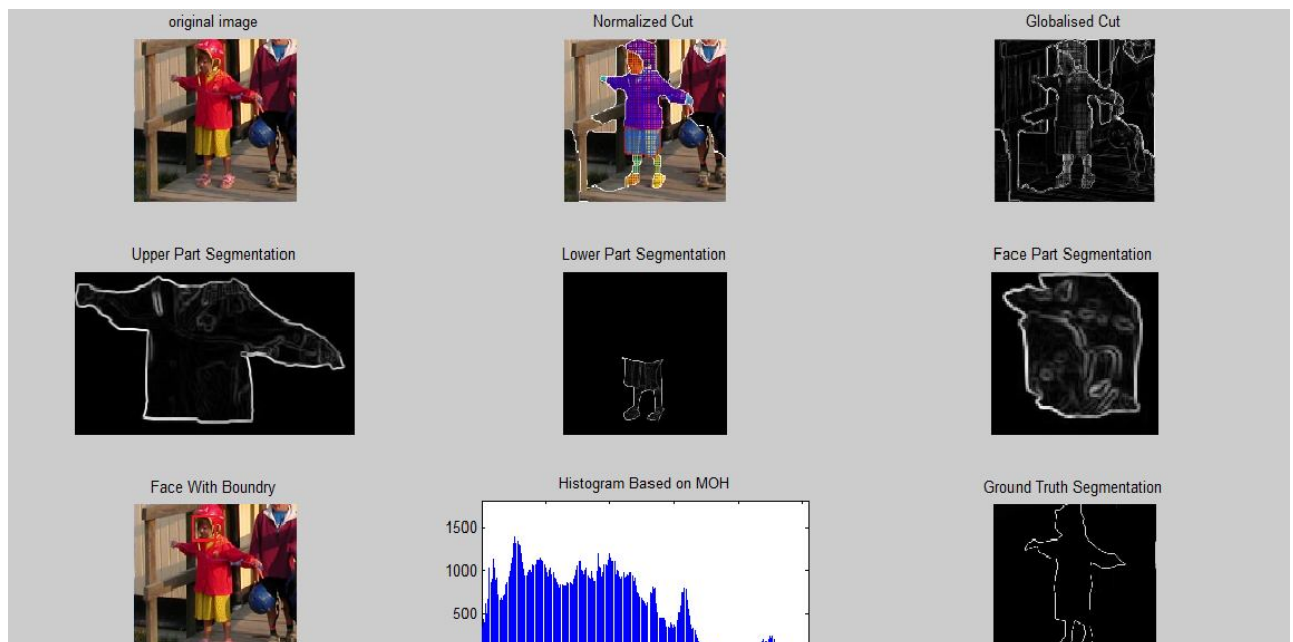 original image
Normalized Cut
Globalised Cut
Upper Part Segmentation
Lower Part Segmentation
Face Part Segmentation
Face With Boundry
Histogram Based on MOH
Ground Truth Segmentation
1500
1000
500